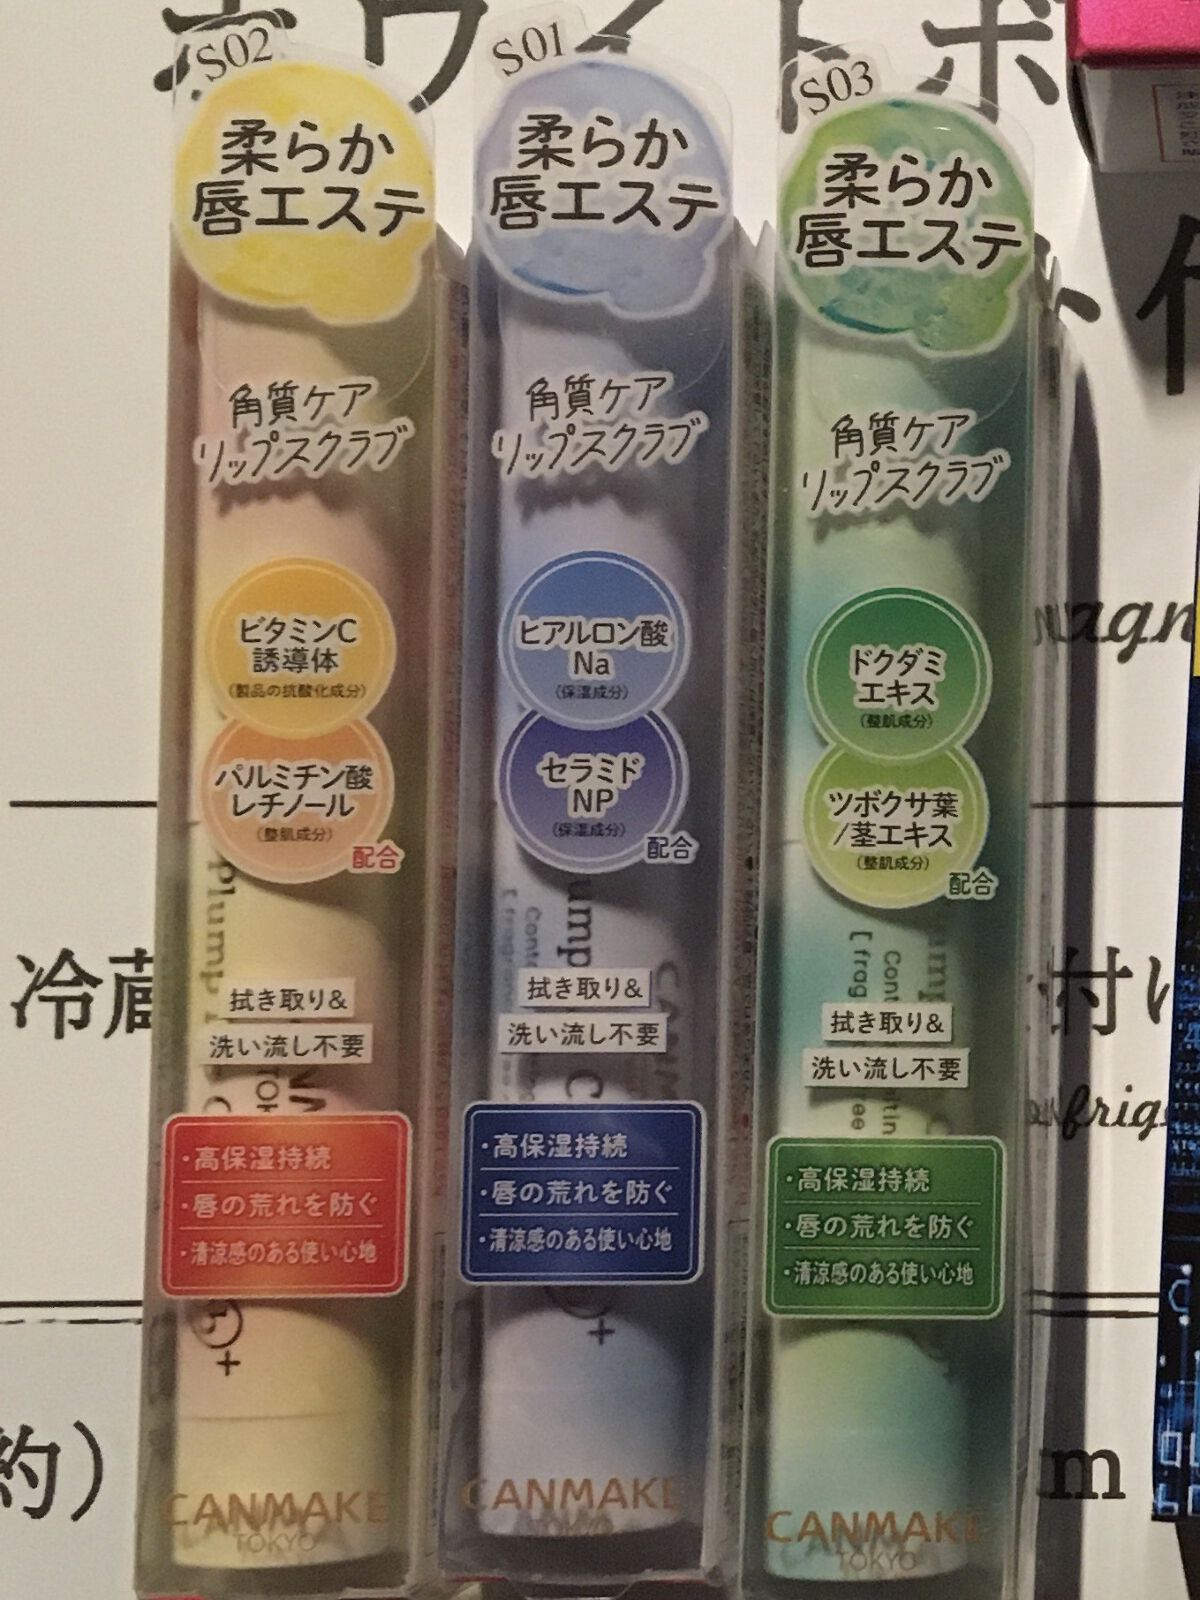 S02
柔らか
唇エステ
角質ケア
リップスクラブ
ビタミンC
誘導体
(製品の抗酸化成分)
パルミチン酸
レチノール
(整肌成分)
配合
Plump
拭き取り&
洗い流し不要
・高保湿持続
・唇の荒れを防ぐ
・清涼感のある使い心地
CANMAKE
TOKYO
S01
柔らか
唇エステ
角質ケア
リップスクラブ
ヒアルロン酸
Na
(保湿成分)
セラミド
NP
(保湿成分)
配合
拭き取り&
洗い流し不要
・高保湿持続
・唇の荒れを防ぐ
・清涼感のある使い心地
CANMAKE
TOKYO
S03
柔らか
唇エステ
角質ケア
リップスクラブ
ドクダミ
エキス
(整肌成分)
ツボクサ葉
/茎エキス
(整肌成分)
配合
拭き取り&
洗い流し不要
・高保湿持続
・唇の荒れを防ぐ
・清涼感のある使い心地
CANMAKE
TOKYO
ホワイトボ
冷蔵
付け
約)
m